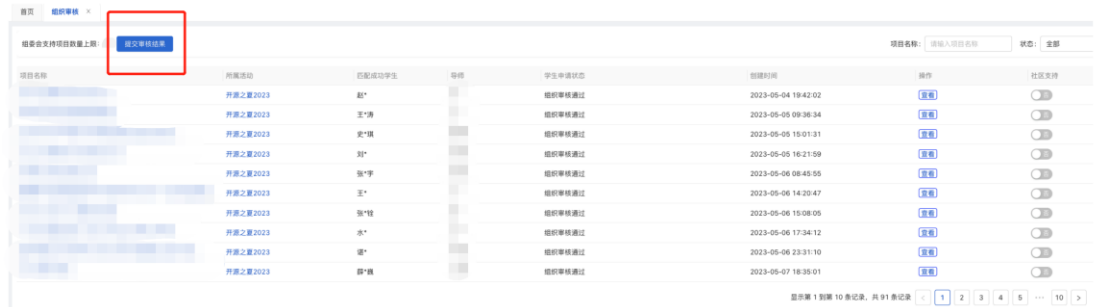 首页 组织审核 ×
组委会支持项目数量上限: 提交审核结果 项目名称: 请输入项目名称 状态: 全部
项目名称 所属活动 匹配成功学生 导师 学生申请状态 创建时间 操作 社区支持
开源之夏2023 赵* 组织审核通过 2023-05-04 19:42:02 查看 否
开源之夏2023 王*涛 组织审核通过 2023-05-05 09:36:34 查看 否
开源之夏2023 史*琪 组织审核通过 2023-05-05 15:01:31 查看 否
开源之夏2023 刘* 组织审核通过 2023-05-05 16:21:59 查看 否
开源之夏2023 张*宇 组织审核通过 2023-05-06 08:45:55 查看 否
开源之夏2023 王* 组织审核通过 2023-05-06 14:20:47 查看 否
开源之夏2023 张*铨 组织审核通过 2023-05-06 15:08:05 查看 否
开源之夏2023 水* 组织审核通过 2023-05-06 17:34:12 查看 否
开源之夏2023 谌* 组织审核通过 2023-05-06 23:31:10 查看 否
开源之夏2023 薛*巍 组织审核通过 2023-05-07 18:35:01 查看 否
显示第 1 到第 10 条记录，共 91 条记录 < 1 2 3 4 5 ··· 10 >